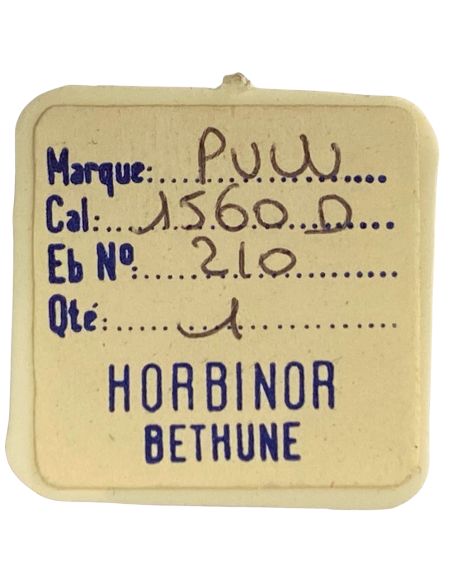 Marque: PUW
Cal: 1560 D
Eb Nº: 210
Qté: 1
HORBINOR
BETHUNE